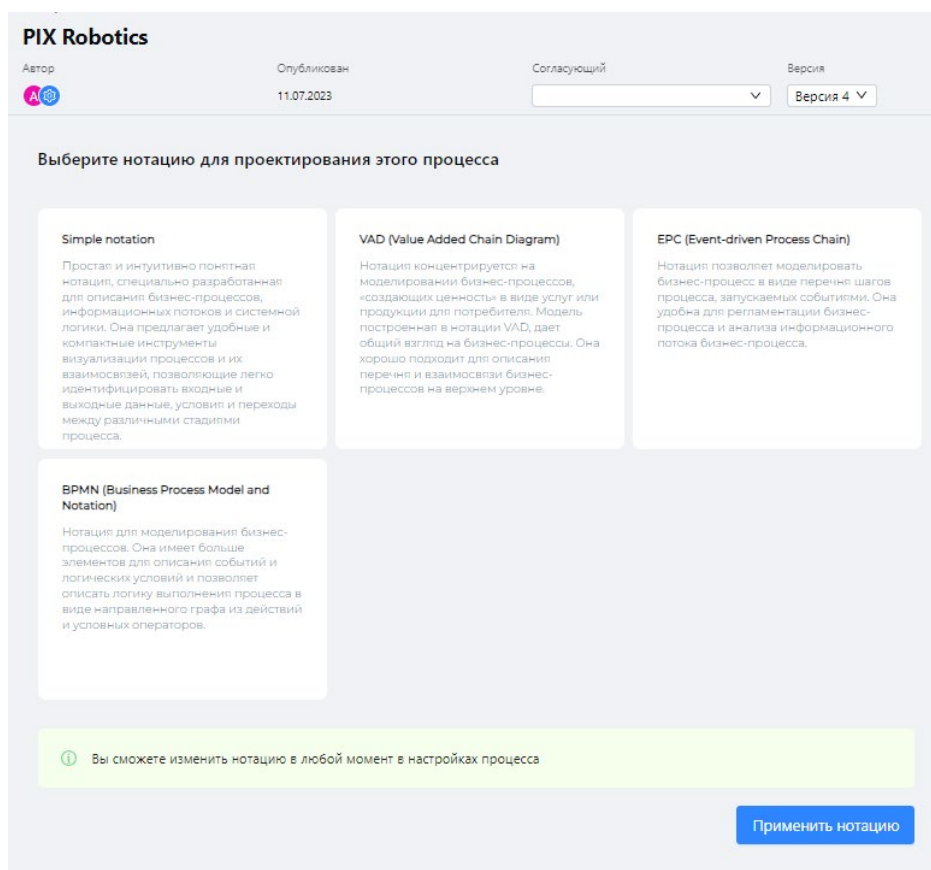 PIX Robotics
Автор
Опубликован
Согласующий
Версия
А
11.07.2023
Версия 4
Выберите нотацию для проектирования этого процесса
Simple notation
Простая и интуитивно понятная
нотация, специально разработанная
для описания бизнес-процессов,
информационных потоков и системной
логики. Она предлагает удобные и
компактные инструменты
визуализации процессов и их
взаимосвязей, позволяющие легко
идентифицировать входные и
выходные данные, условия и переходы
между различными стадиями
процесса.
VAD (Value Added Chain Diagram)
Нотация концентрируется на
моделировании бизнес-процессов,
«создающих ценность» в виде услуг или
продукции для потребителя. Модель
построенная в нотации VAD, дает
общий взгляд на бизнес-процессы. Она
хорошо подходит для описания
перечня и взаимосвязи бизнес-
процессов на верхнем уровне.
EPC (Event-driven Process Chain)
Нотация позволяет моделировать
бизнес-процесс в виде перечня шагов
процесса, запускаемых событиями. Она
удобна для регламентации бизнес-
процесса и анализа информационного
потока бизнес-процесса.
BPMN (Business Process Model and
Notation)
Нотация для моделирования бизнес-
процессов. Она имеет больше
элементов для описания событий и
логических условий и позволяет
описать логику выполнения процесса в
виде направленного графа из действий
и условных операторов.
Вы сможете изменить нотацию в любой момент в настройках процесса
Применить нотацию